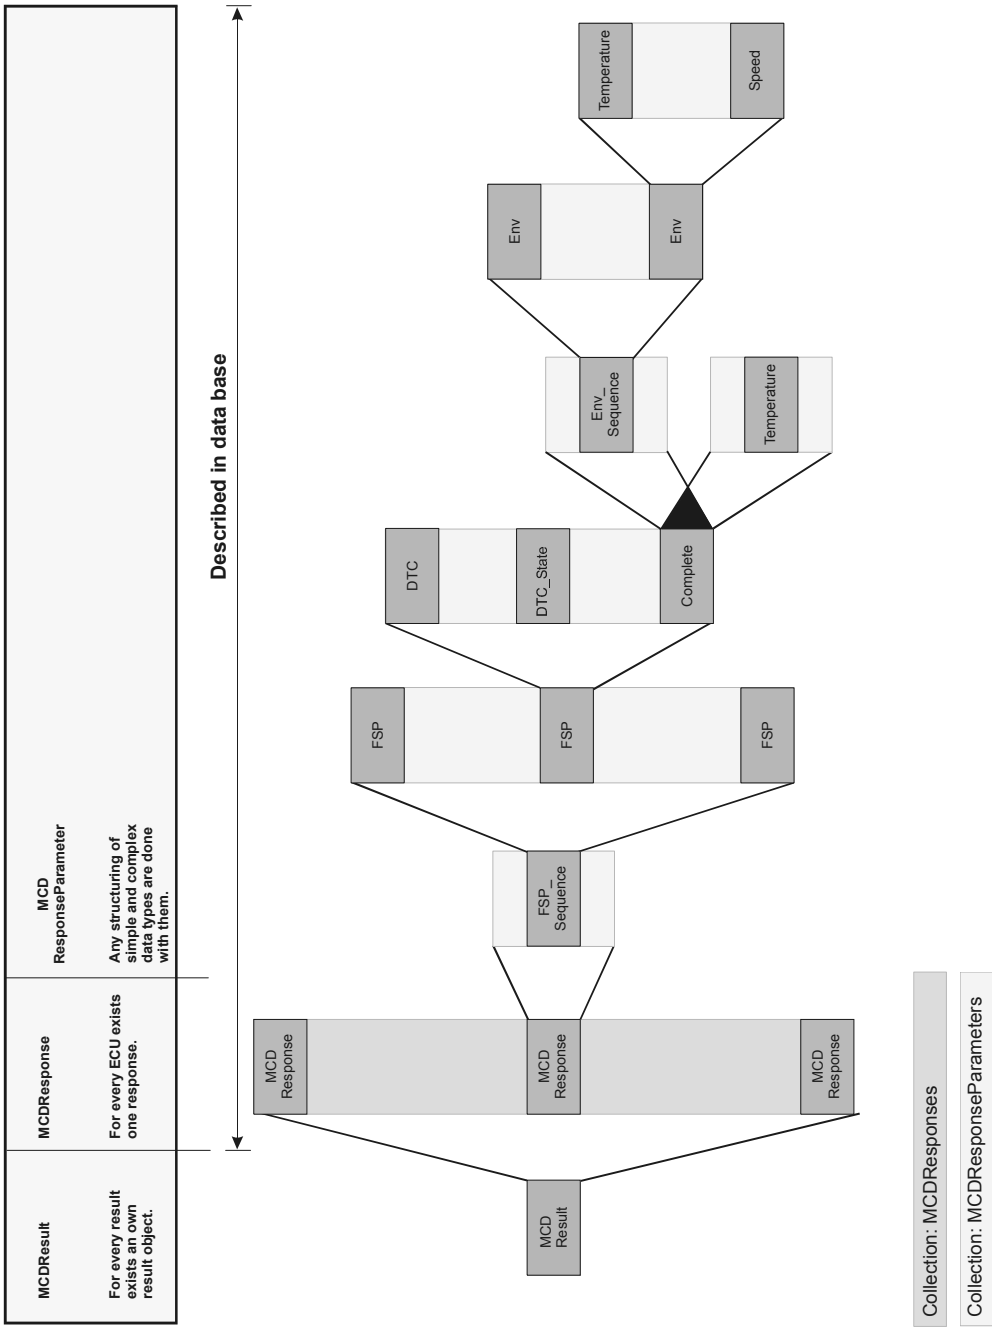 MCDResult
For every result
exists an own
result object.
MCDResponse
For every ECU exists
one response.
MCD
ResponseParameter
Any structuring of
simple and complex
data types are done
with them.
Described in data base
MCD
Result
MCD
Response
MCD
Response
MCD
Response
FSP_
Sequence
FSP
FSP
FSP
DTC
DTC_State
Complete
Env_
Sequence
Temperature
Env
Env
Temperature
Speed
Collection: MCDResponses
Collection: MCDResponseParameters